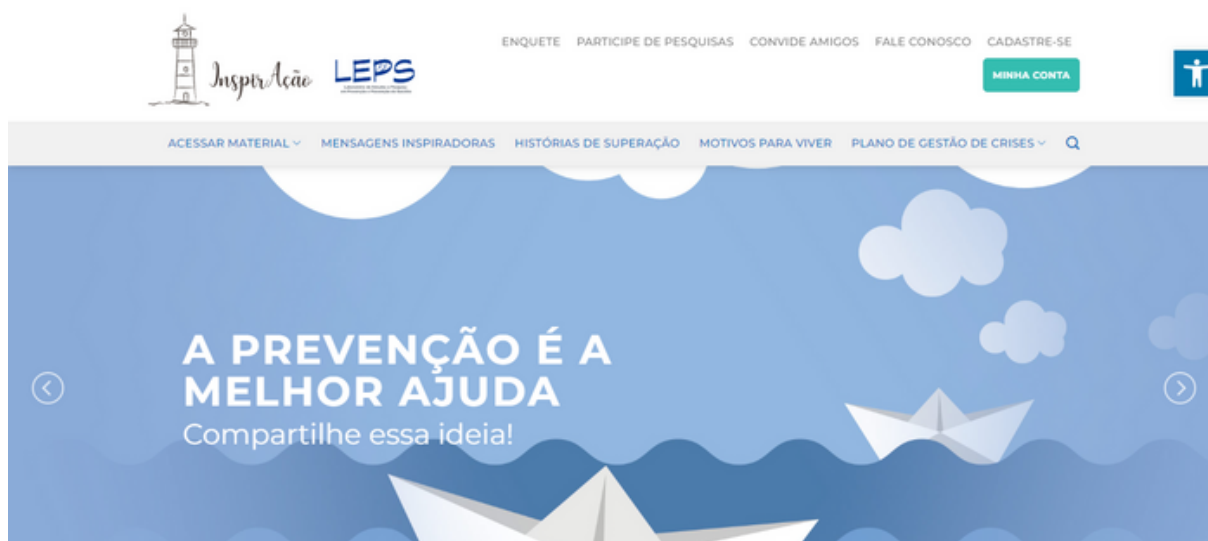 ENQUETE PARTICIPE DE PESQUISAS CONVIDE AMIGOS FALE CONOSCO CADASTRE-SE
InspirAção LEPS
MINHA CONTA
ACESSAR MATERIAL MENSAGENS INSPIRADORAS HISTÓRIAS DE SUPERAÇÃO MOTIVOS PARA VIVER PLANO DE GESTÃO DE CRISES
A PREVENÇÃO É A
MELHOR AJUDA
Compartilhe essa ideia!